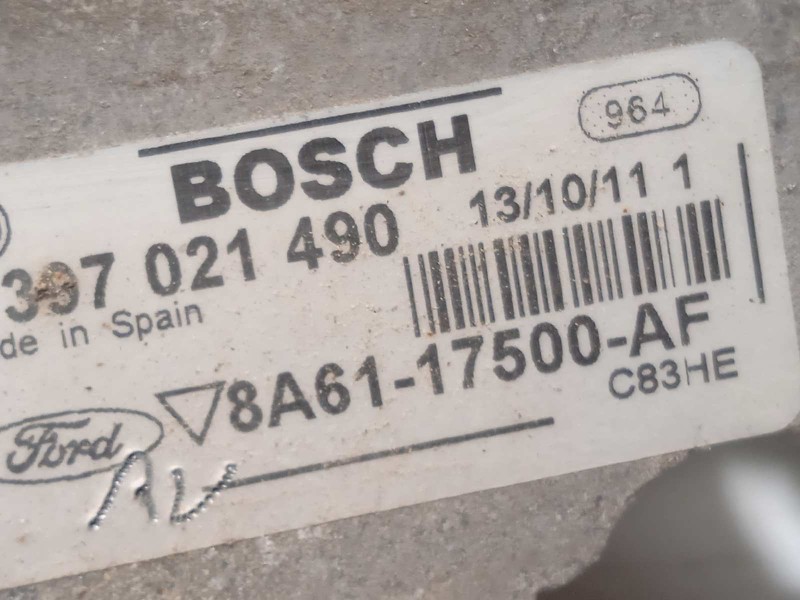 964
BOSCH
13/10/11 1
397 021 490
de in Spain
8A61-17500-AF
C83HE
Ford